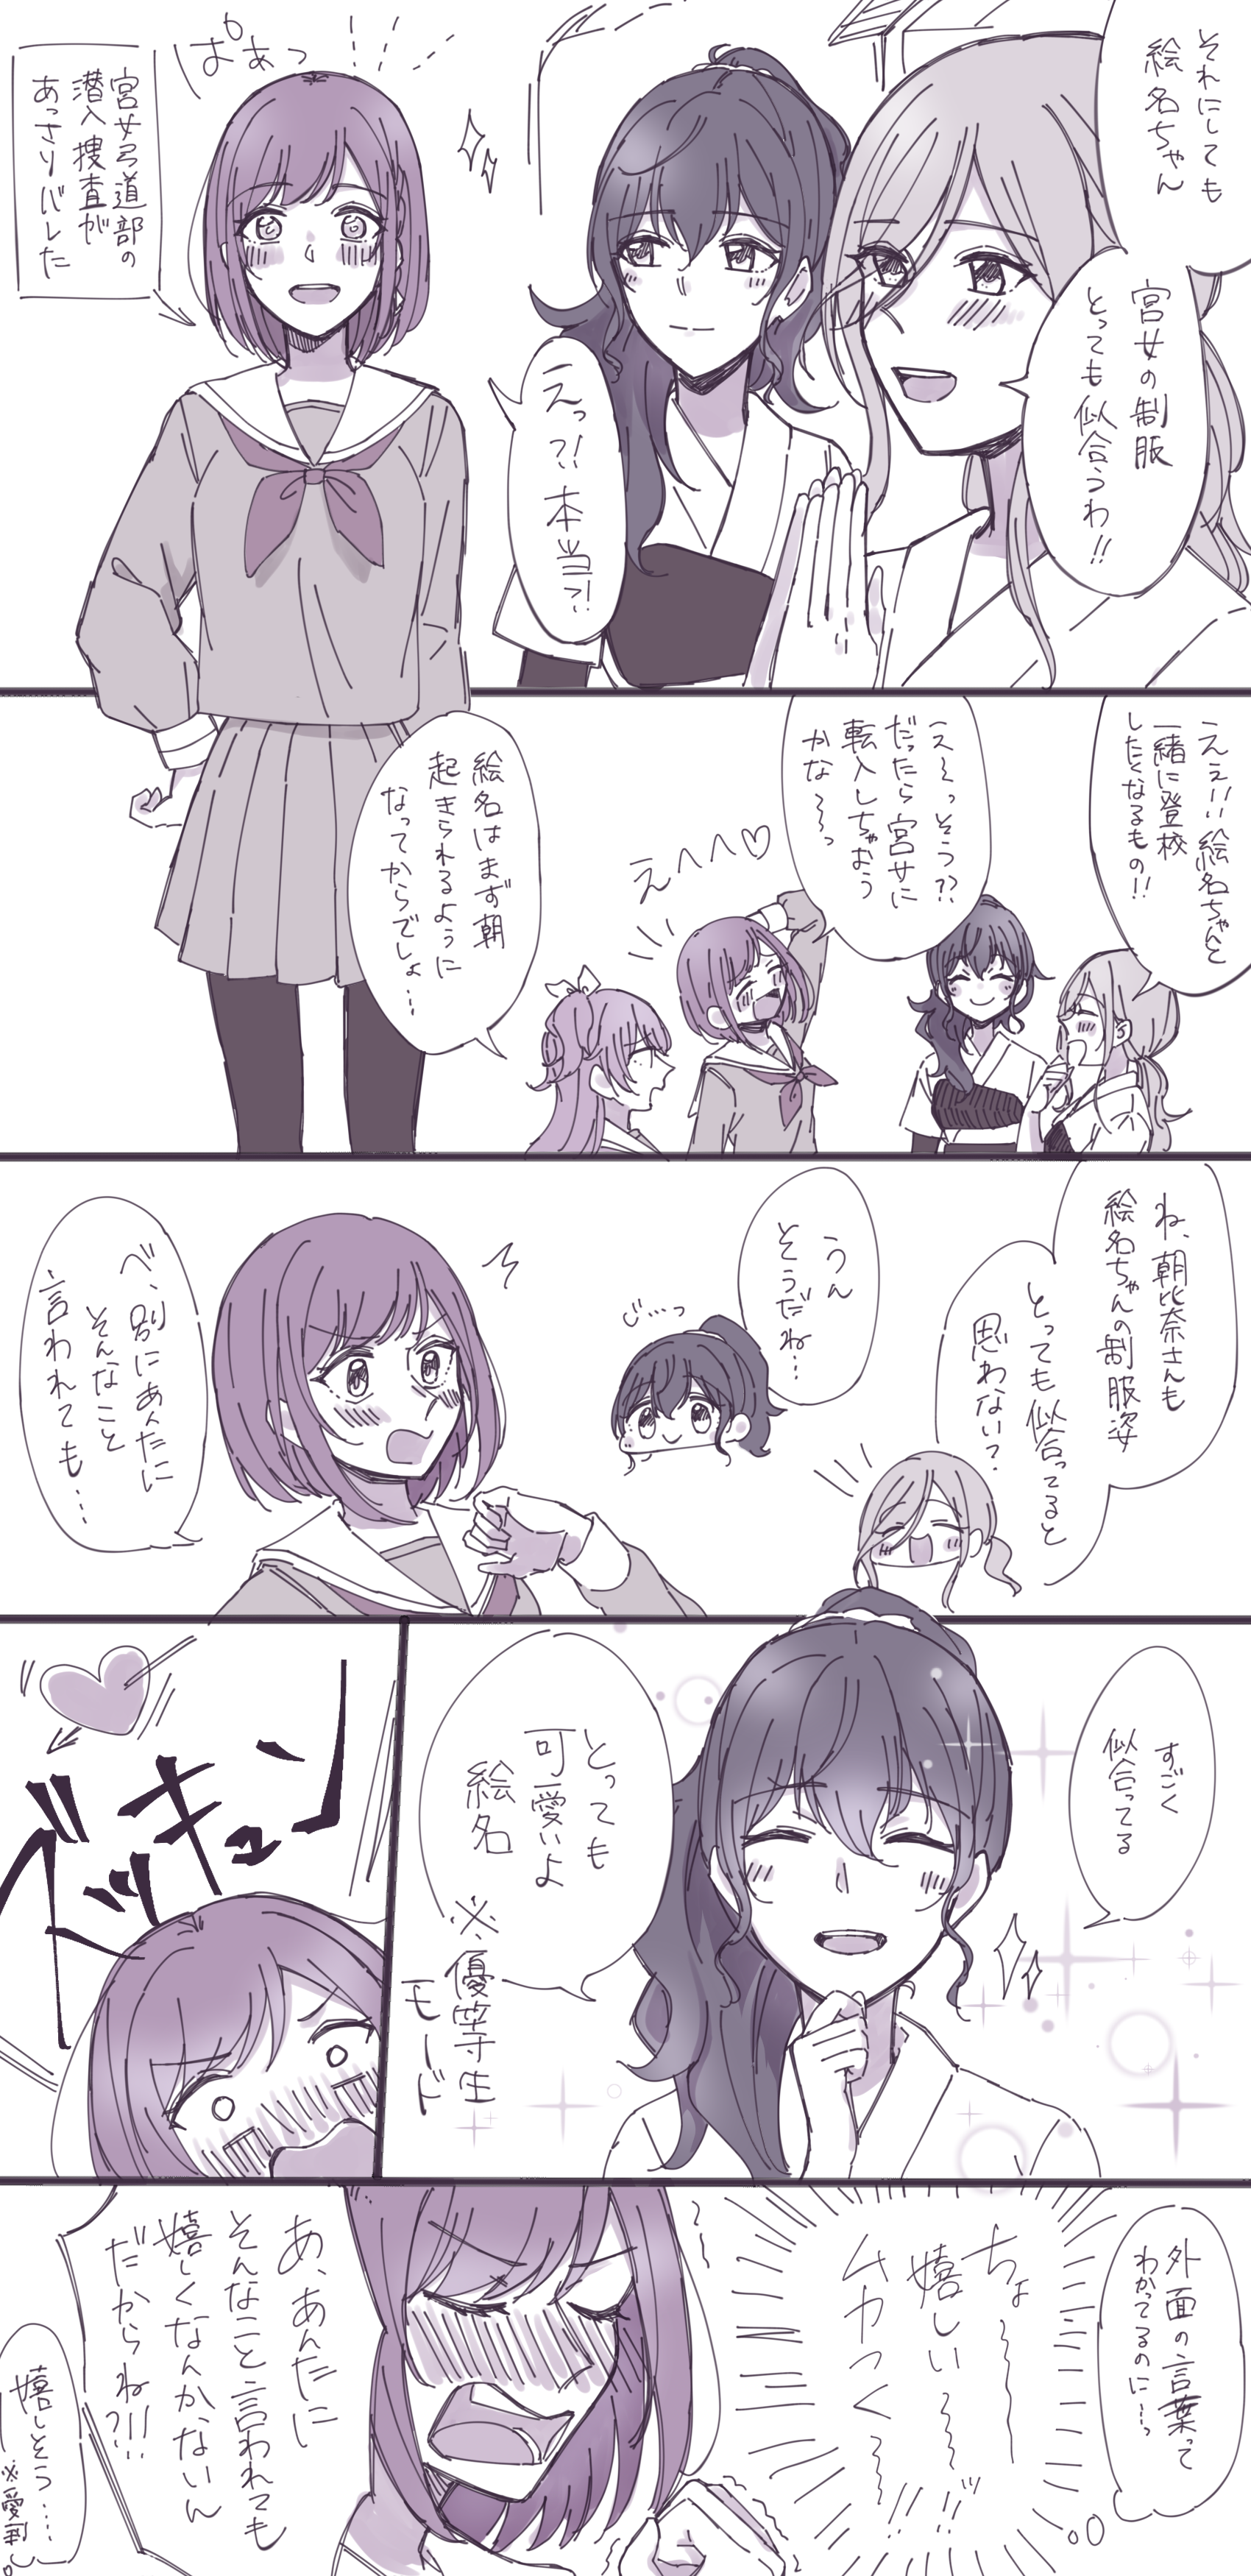 それにしても
絵名ちゃん
宮女の制服
とっても似合うわ!!
えっ?!
本当?!
ぱぁっ
宮女弓道部の
潜入捜査が
あっさりバレた
ええ!!!絵名ちゃんと
一緒に登校
したくなるもの!!
え〜っそう??
だったら宮女に
転入しちゃおう
かな〜〜っ
えへへ♡
絵名はまず朝
起きられるように
なってからでしょ…
ね、朝比奈さんも
絵名ちゃんの制服姿
とっても似合ってると
思わない?
うん
そうだね…
じ…っ
べ、別にあんたに
そんなこと
言われても…
すごく
似合ってる
とっても
可愛いよ
絵名
※優等生
モード
ズッキュン
外面の言葉って
わかってるのに…っ
ちょ〜〜
嬉しい〜〜
ムカつく〜〜!!!
あ、あんたに
そんなこと言われても
嬉しくなんかないん
だからね!!!?
嬉しそう…
※愛莉